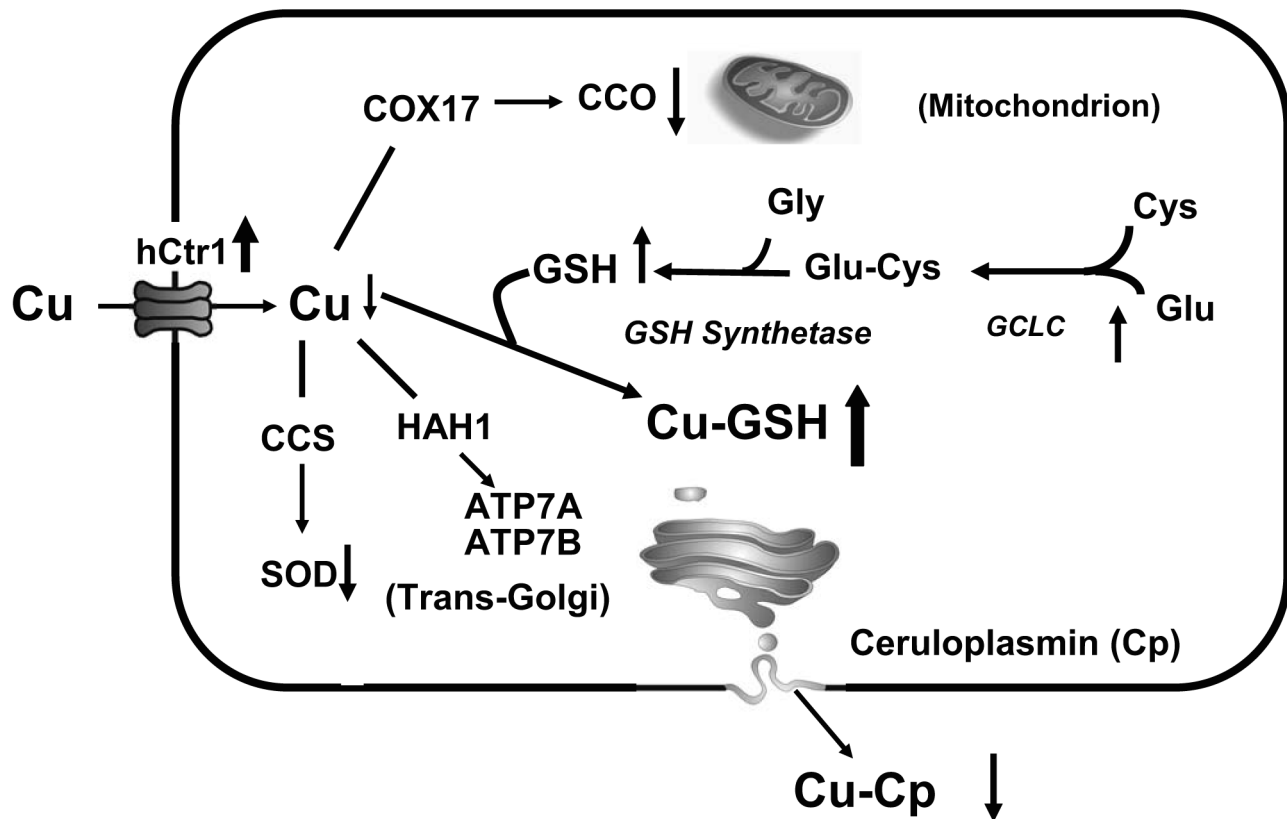 COX17
CCO
(Mitochondrion)
Gly
Cys
hCtr1
GSH
Glu-Cys
Glu
Cu
Cu
GSH Synthetase
GCLC
Cu-GSH
CCS
HAH1
ATP7A
ATP7B
SOD
(Trans-Golgi)
Ceruloplasmin (Cp)
Cu-Cp